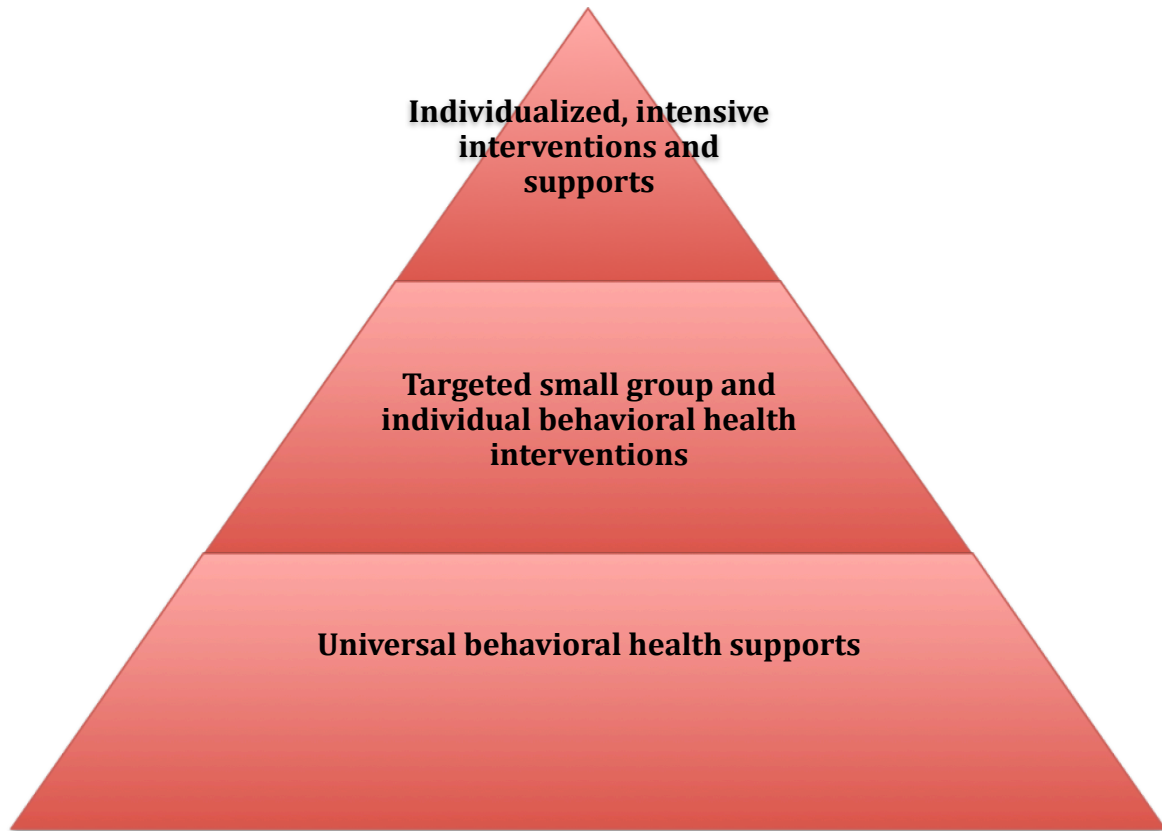 Individualized, intensive
interventions and
supports
Targeted small group and
individual behavioral health
interventions
Universal behavioral health supports